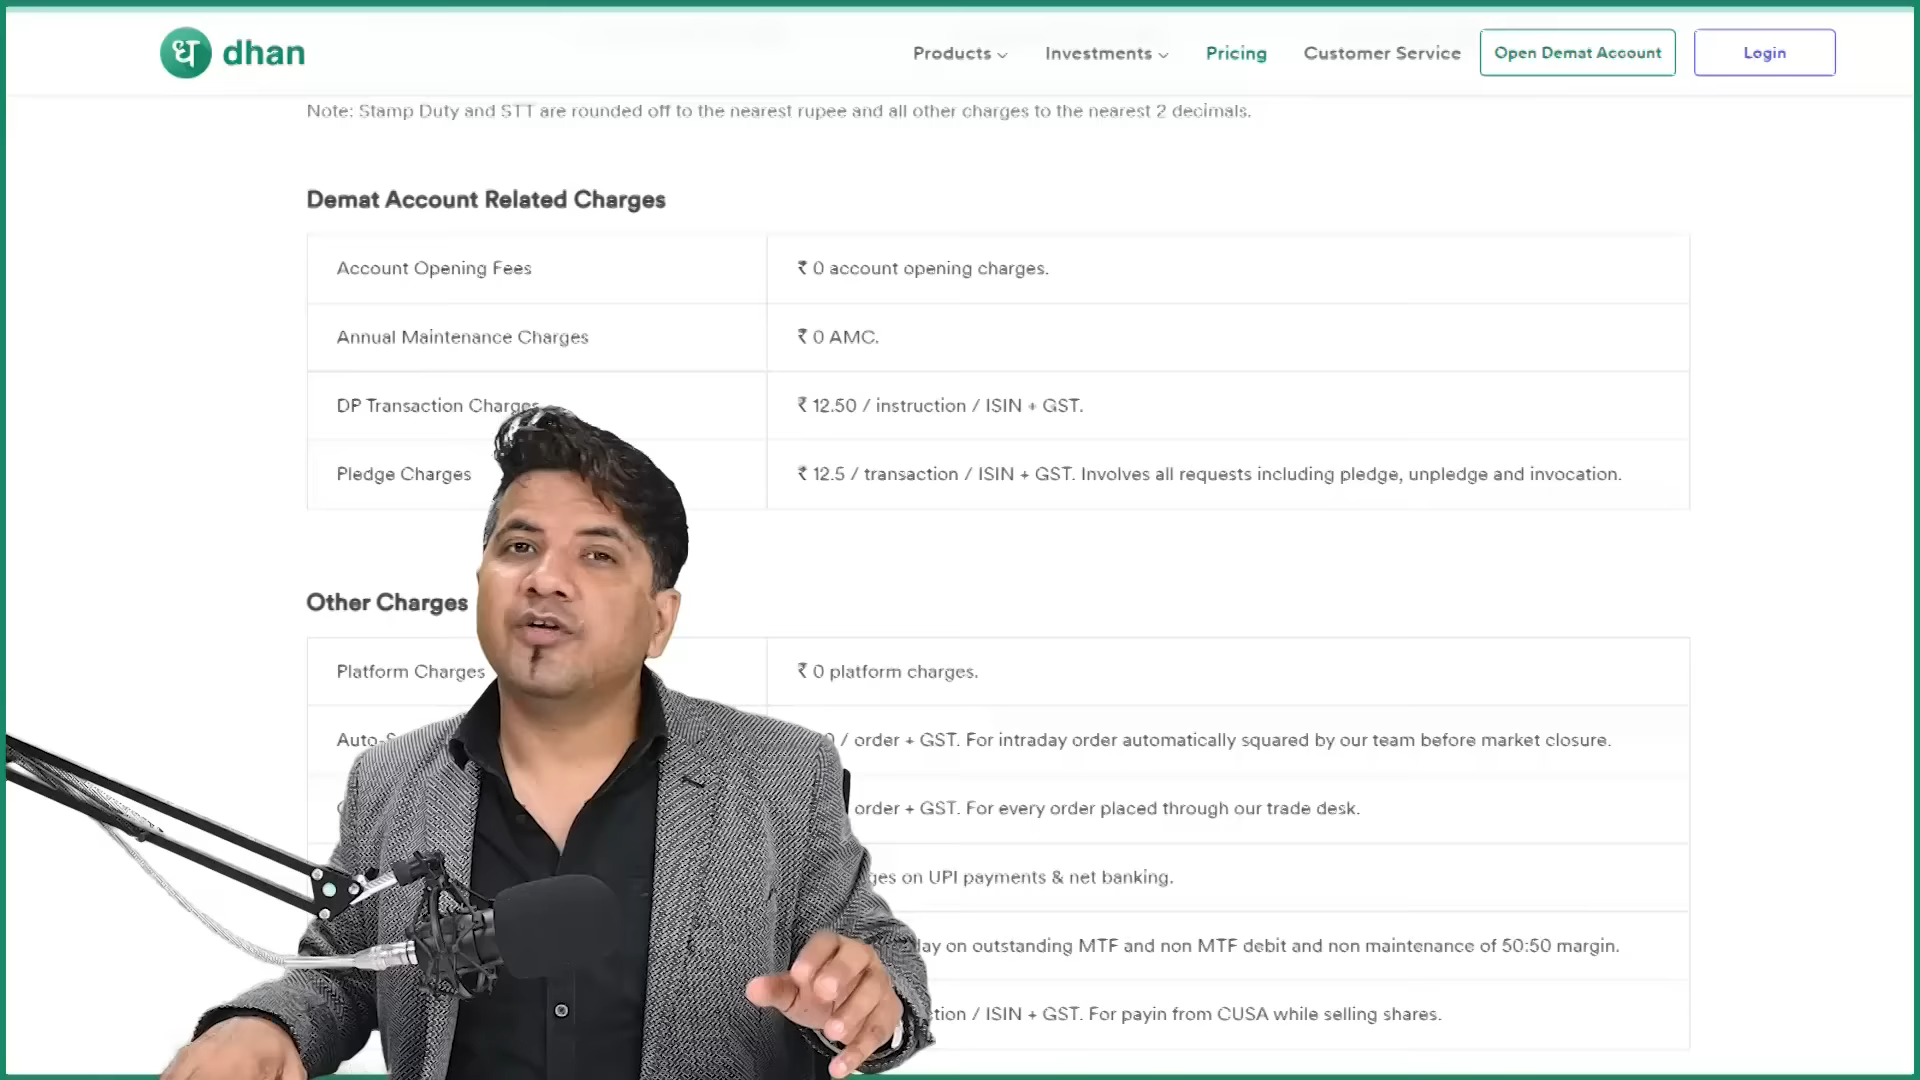 ध dhan
Products
Investments
Pricing
Customer Service
Open Demat Account
Login
Note: Stamp Duty and STT are rounded off to the nearest rupee and all other charges to the nearest 2 decimals.
Demat Account Related Charges
Account Opening Fees
₹ 0 account opening charges.
Annual Maintenance Charges
₹ 0 AMC.
DP Transaction Charges
₹ 12.50 / instruction / ISIN + GST.
Pledge Charges
₹ 12.5 / transaction / ISIN + GST. Involves all requests including pledge, unpledge and invocation.
Other Charges
Platform Charges
₹ 0 platform charges.
/ order + GST. For intraday order automatically squared by our team before market closure.
order + GST. For every order placed through our trade desk.
on UPI payments & net banking.
on outstanding MTF and non MTF debit and non maintenance of 50:50 margin.
/ ISIN + GST. For payin from CUSA while selling shares.